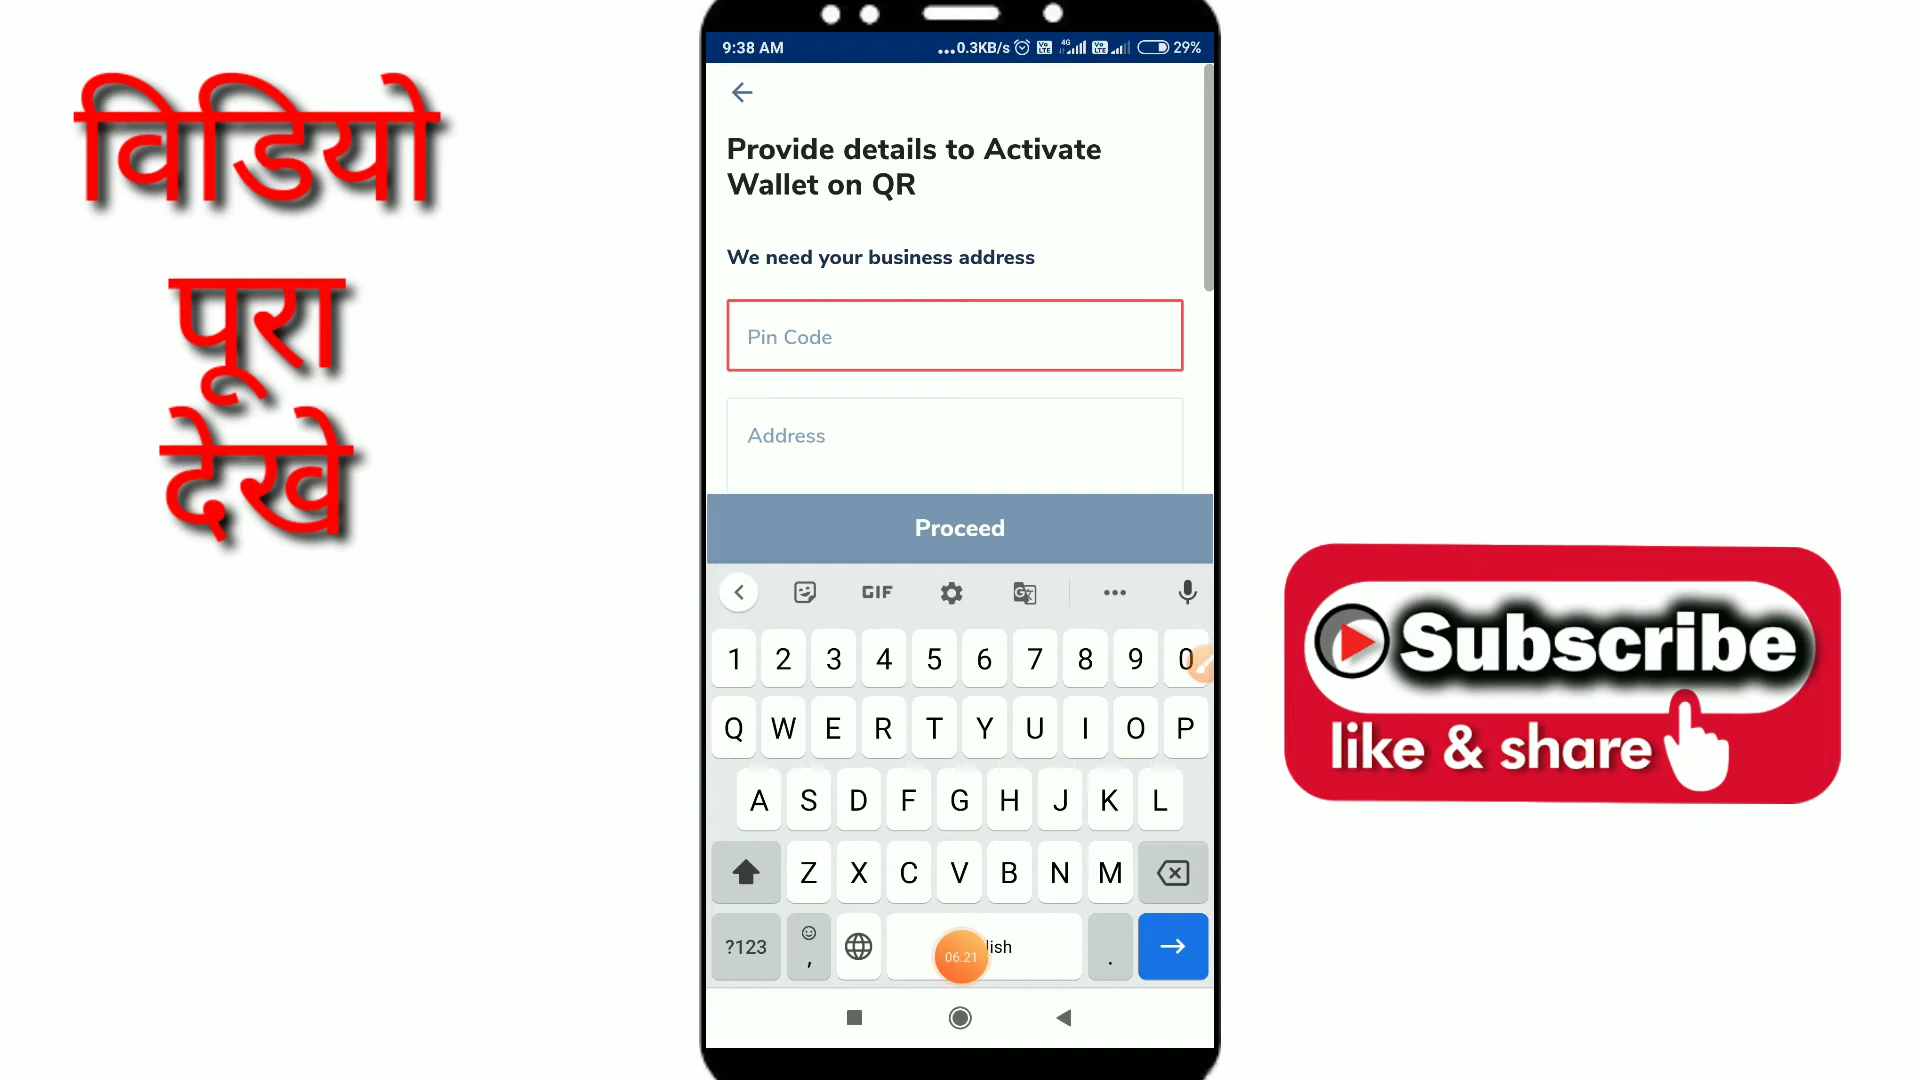 विडियो
पूरा
देखे
9:38 AM
...0.3KB/s 4G 29%
Provide details to Activate
Wallet on QR
We need your business address
Pin Code
Address
Proceed
GIF
1 2 3 4 5 6 7 8 9 0
Q W E R T Y U I O P
A S D F G H J K L
Z X C V B N M
?123 , 06:21 lish .
Subscribe
like & share